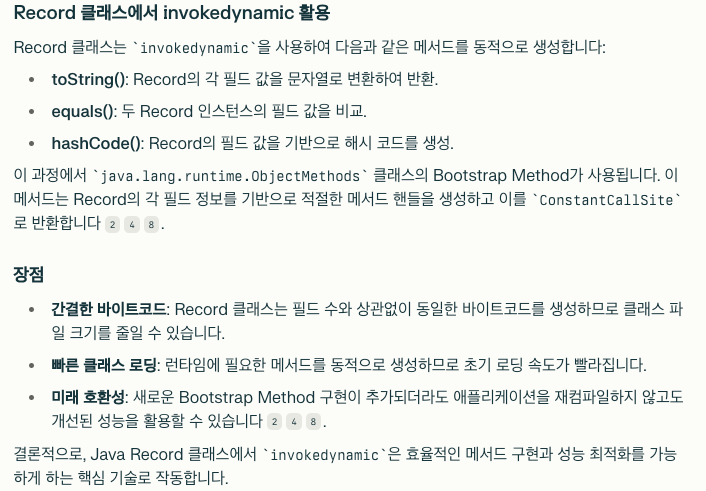 Record 클래스에서 invokedynamic 활용
Record 클래스는 `invokedynamic`을 사용하여 다음과 같은 메서드를 동적으로 생성합니다:
• toString(): Record의 각 필드 값을 문자열로 변환하여 반환.
• equals(): 두 Record 인스턴스의 필드 값을 비교.
• hashCode(): Record의 필드 값을 기반으로 해시 코드를 생성.
이 과정에서 `java.lang.runtime.ObjectMethods` 클래스의 Bootstrap Method가 사용됩니다. 이
메서드는 Record의 각 필드 정보를 기반으로 적절한 메서드 핸들을 생성하고 이를 `ConstantCallSite`
로 반환합니다 2 4 8 .
장점
• 간결한 바이트코드: Record 클래스는 필드 수와 상관없이 동일한 바이트코드를 생성하므로 클래스 파
일 크기를 줄일 수 있습니다.
• 빠른 클래스 로딩: 런타임에 필요한 메서드를 동적으로 생성하므로 초기 로딩 속도가 빨라집니다.
• 미래 호환성: 새로운 Bootstrap Method 구현이 추가되더라도 애플리케이션을 재컴파일하지 않고도
개선된 성능을 활용할 수 있습니다 2 4 8 .
결론적으로, Java Record 클래스에서 `invokedynamic`은 효율적인 메서드 구현과 성능 최적화를 가능
하게 하는 핵심 기술로 작동합니다.